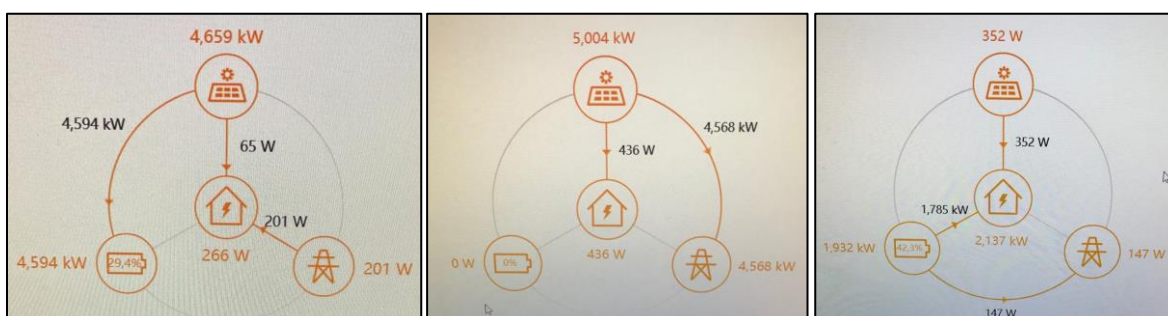 4,659 kW
4,594 kW
65 W
201 W
4,594 kW
29,4%
266 W
201 W
5,004 kW
4,568 kW
436 W
0 W
0%
436 W
4,568 kW
352 W
352 W
1,785 kW
1,932 kW
42,3%
2,137 kW
147 W
147 W